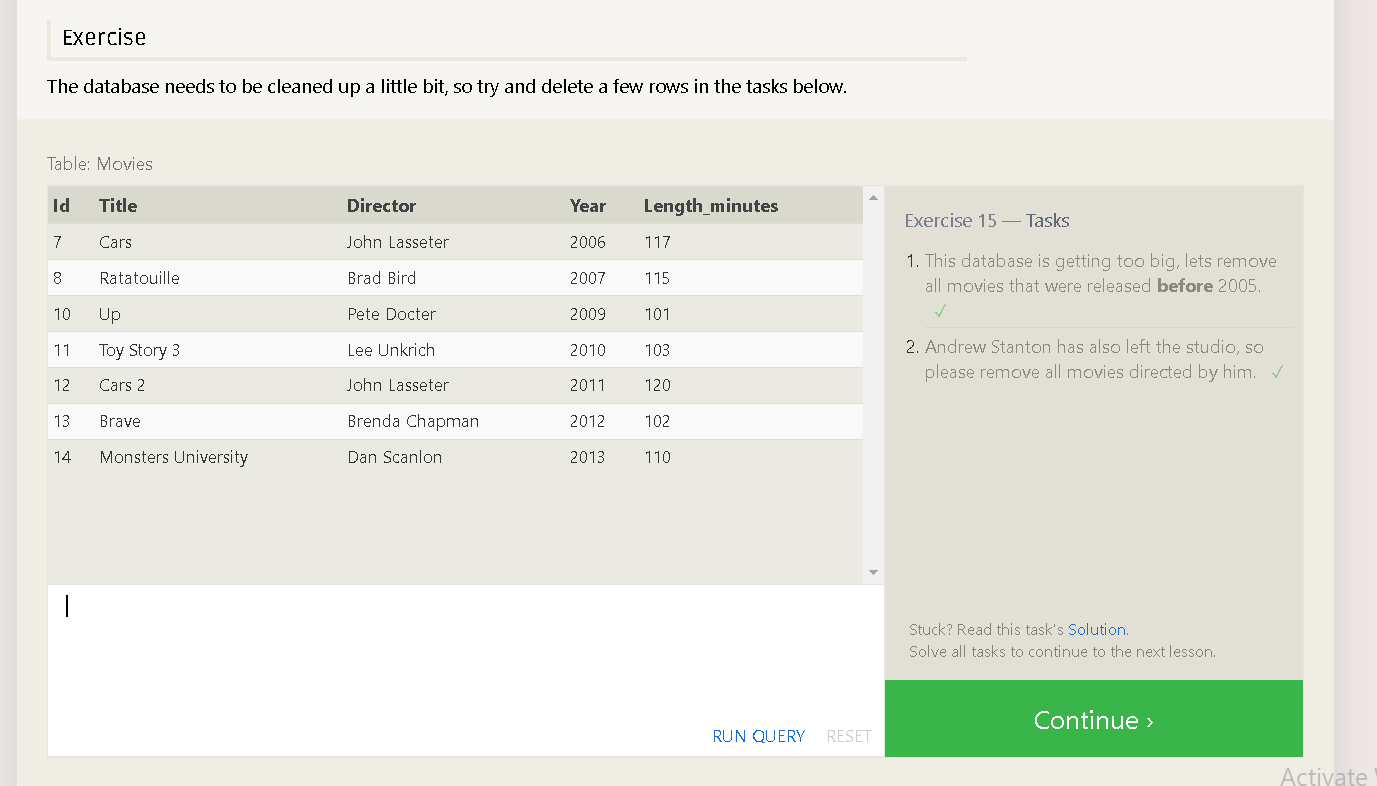 Exercise
The database needs to be cleaned up a little bit, so try and delete a few rows in the tasks below.
Table: Movies
Id Title Director Year Length_minutes
7 Cars John Lasseter 2006 117
8 Ratatouille Brad Bird 2007 115
10 Up Pete Docter 2009 101
11 Toy Story 3 Lee Unkrich 2010 103
12 Cars 2 John Lasseter 2011 120
13 Brave Brenda Chapman 2012 102
14 Monsters University Dan Scanlon 2013 110
RUN QUERY RESET
Exercise 15 — Tasks
1. This database is getting too big, lets remove
all movies that were released before 2005.
✓
2. Andrew Stanton has also left the studio, so
please remove all movies directed by him. ✓
Stuck? Read this task's Solution.
Solve all tasks to continue to the next lesson.
Continue ›
Activate